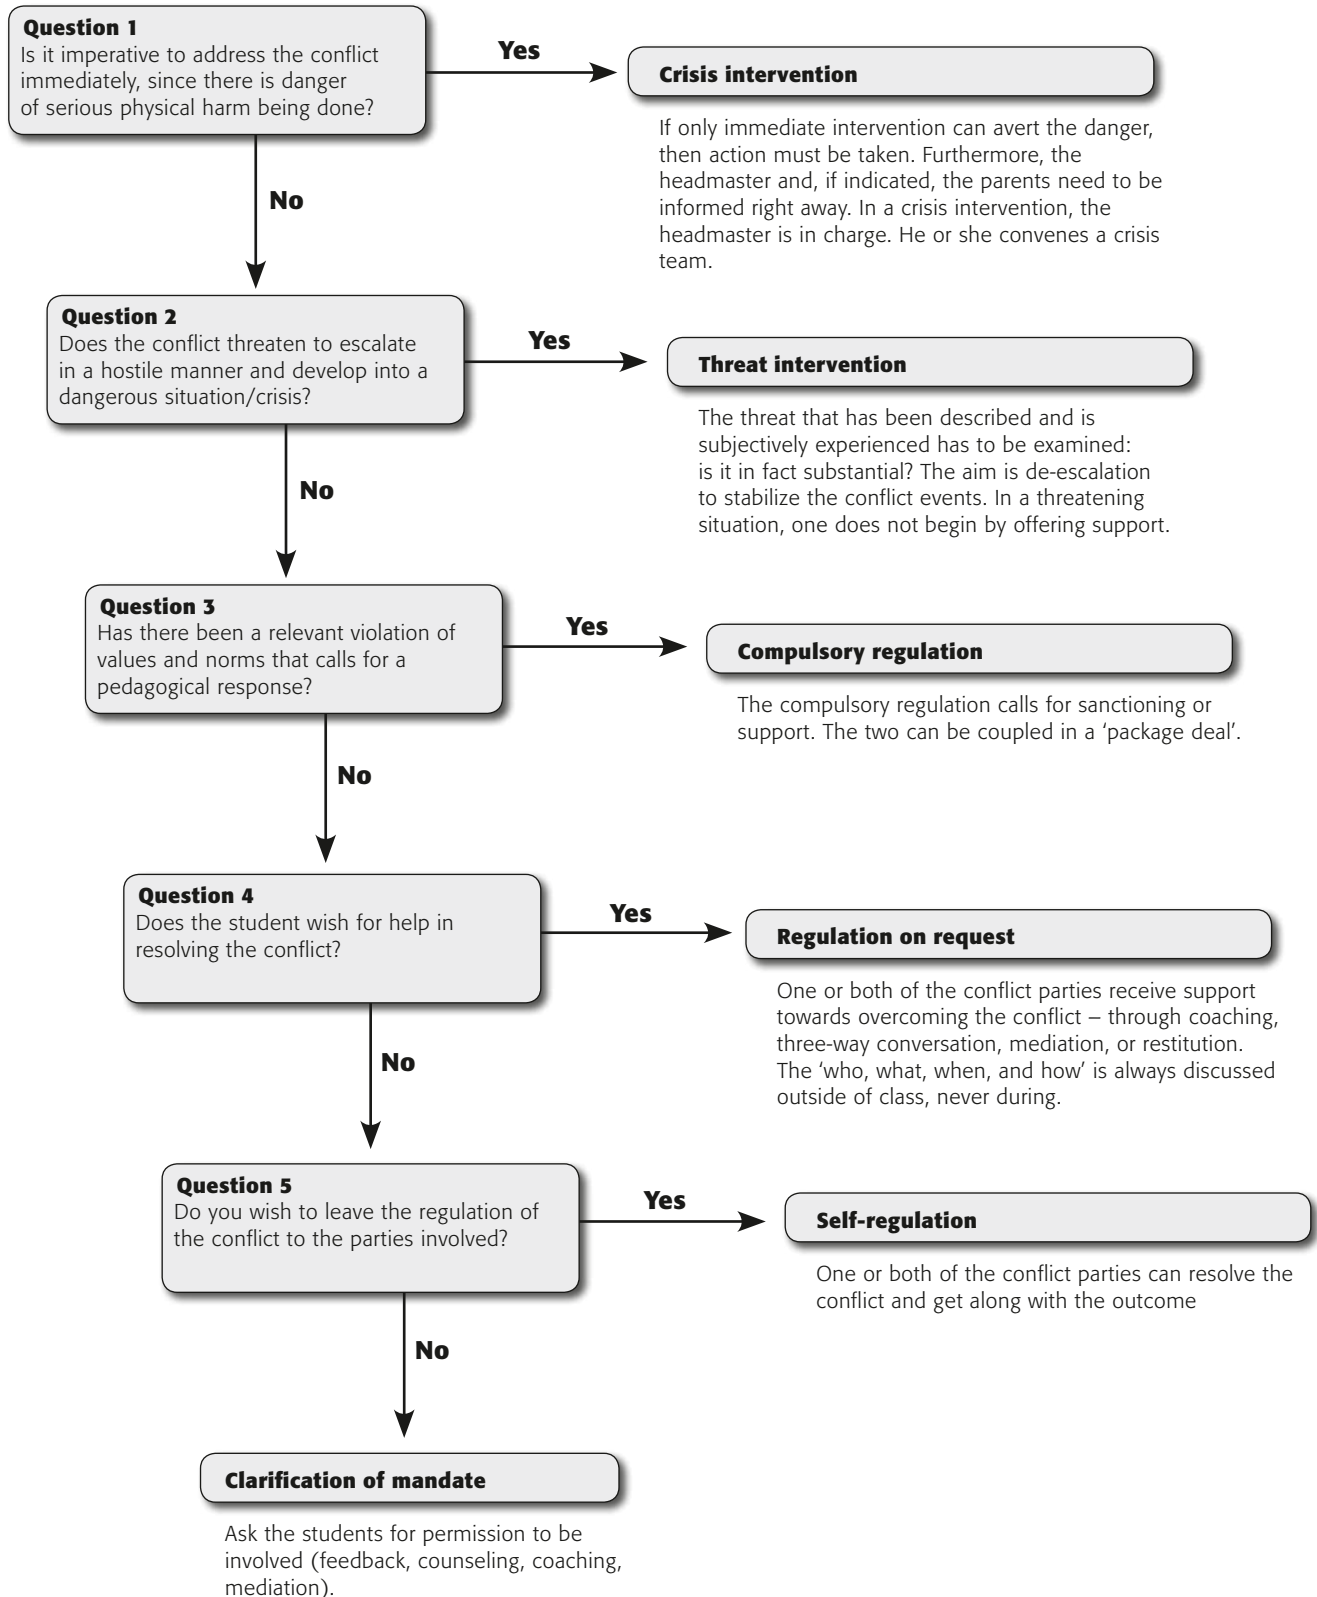 Question 1
Is it imperative to address the conflict
immediately, since there is danger
of serious physical harm being done?
Yes
Crisis intervention
If only immediate intervention can avert the danger,
then action must be taken. Furthermore, the
headmaster and, if indicated, the parents need to be
informed right away. In a crisis intervention, the
headmaster is in charge. He or she convenes a crisis
team.
No
Question 2
Does the conflict threaten to escalate
in a hostile manner and develop into a
dangerous situation/crisis?
Yes
Threat intervention
The threat that has been described and is
subjectively experienced has to be examined:
is it in fact substantial? The aim is de-escalation
to stabilize the conflict events. In a threatening
situation, one does not begin by offering support.
No
Question 3
Has there been a relevant violation of
values and norms that calls for a
pedagogical response?
Yes
Compulsory regulation
The compulsory regulation calls for sanctioning or
support. The two can be coupled in a ‘package deal’.
No
Question 4
Does the student wish for help in
resolving the conflict?
Yes
Regulation on request
One or both of the conflict parties receive support
towards overcoming the conflict – through coaching,
three-way conversation, mediation, or restitution.
The ‘who, what, when, and how’ is always discussed
outside of class, never during.
No
Question 5
Do you wish to leave the regulation of
the conflict to the parties involved?
Yes
Self-regulation
One or both of the conflict parties can resolve the
conflict and get along with the outcome
No
Clarification of mandate
Ask the students for permission to be
involved (feedback, counseling, coaching,
mediation).